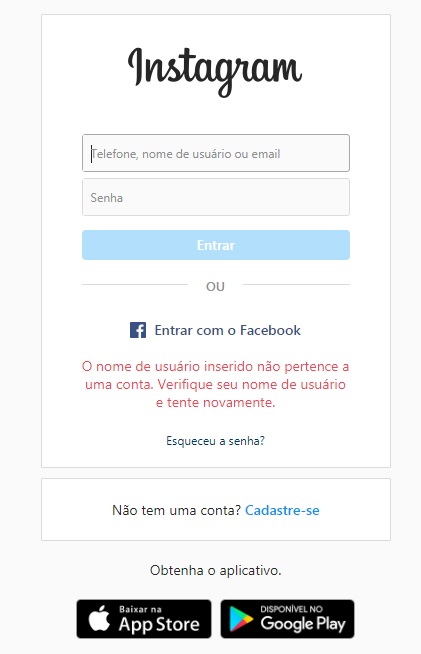 Instagram
Telefone, nome de usuário ou email
Senha
Entrar
OU
Entrar com o Facebook
O nome de usuário inserido não pertence a
uma conta. Verifique seu nome de usuário
e tente novamente.
Esqueceu a senha?
Não tem uma conta? Cadastre-se
Obtenha o aplicativo.
Baixar na
App Store
DISPONÍVEL NO
Google Play